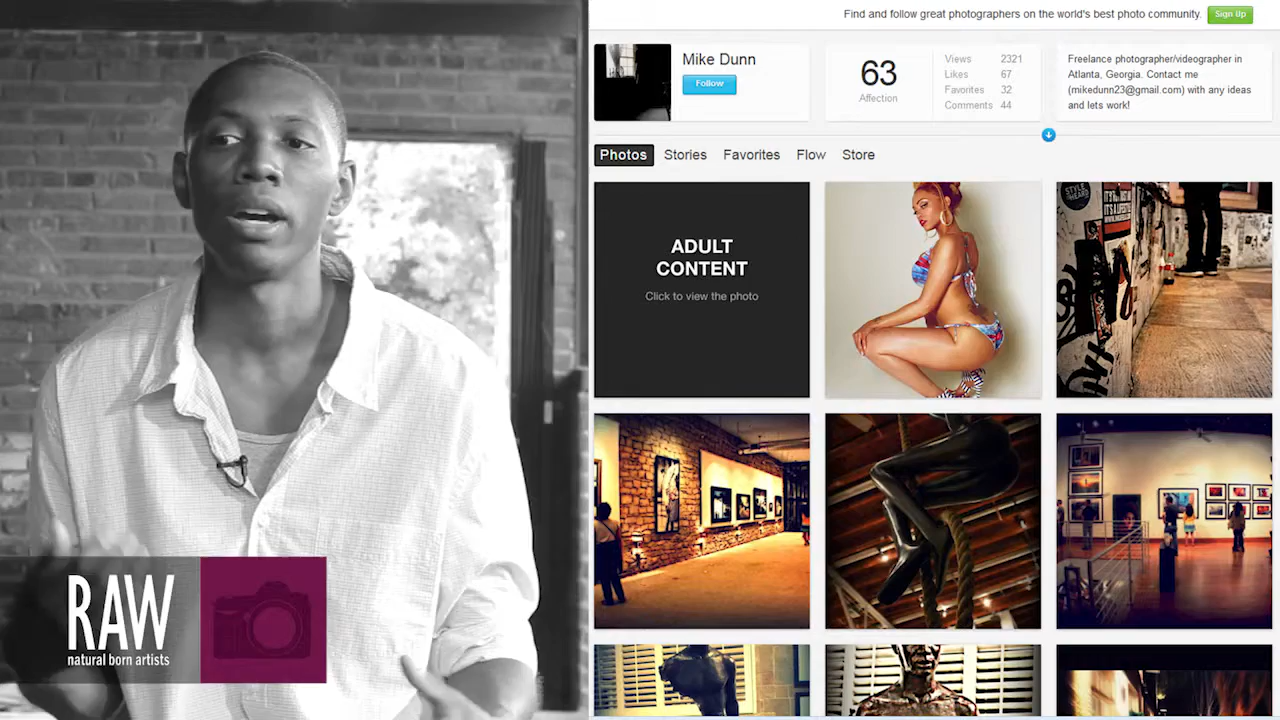 Find and follow great photographers on the world's best photo community. Sign Up
Mike Dunn
Follow
63
Affection
Views 2321
Likes 67
Favorites 32
Comments 44
Freelance photographer/videographer in
Atlanta, Georgia. Contact me
(mikedunn23@gmail.com) with any ideas
and lets work!
Photos Stories Favorites Flow Store
ADULT
CONTENT
Click to view the photo
STYLE
HEARD
RAW
natural born artists